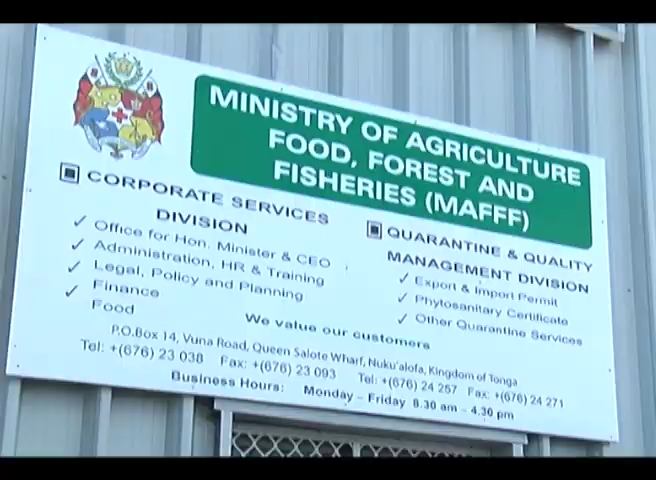 MINISTRY OF AGRICULTURE
FOOD, FOREST AND
FISHERIES (MAFFF)
CORPORATE SERVICES
DIVISION
✓ Office for Hon. Minister & CEO
✓ Administration, HR & Training
✓ Legal, Policy and Planning
✓ Finance
Food
QUARANTINE & QUALITY
MANAGEMENT DIVISION
✓ Export & Import Permit
✓ Phytosanitary Certificate
✓ Other Quarantine Services
We value our customers
P.O.Box 14, Vuna Road, Queen Salote Wharf, Nuku'alofa, Kingdom of Tonga
Tel: +(676) 23 038 Fax: +(676) 23 093 Tel: +(676) 24 257 Fax: +(676) 24 271
Business Hours: Monday – Friday 8.30 am – 4.30 pm